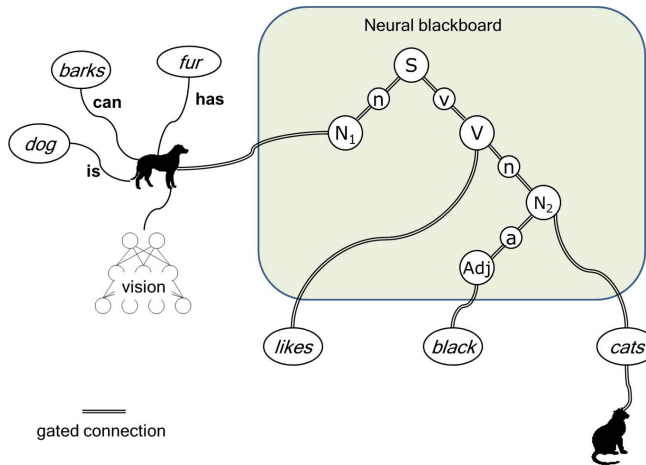 Neural blackboard
S
n
v
N₁
V
n
N₂
a
Adj
barks
fur
can
has
dog
is
vision
likes
black
cats
gated connection